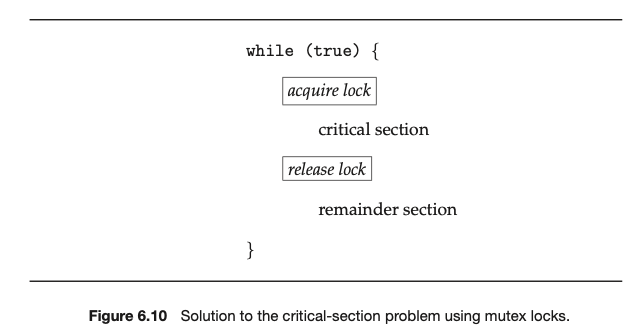 while (true) {
acquire lock
critical section
release lock
remainder section
}
Figure 6.10 Solution to the critical-section problem using mutex locks.